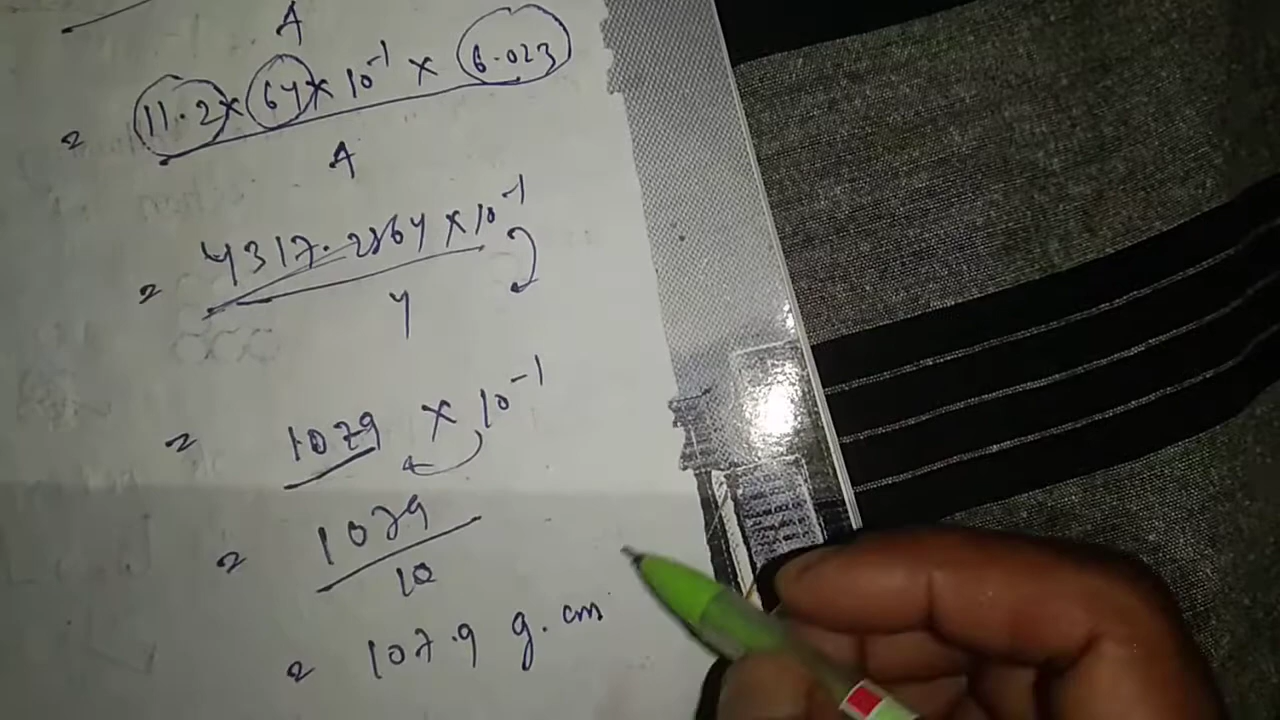 A
= 11.2 × 64 × 10⁻¹ × 6.023
4
= 4317.2864 × 10⁻¹
4
= 1079 × 10⁻¹
= 1079
10
= 107.9 g. cm